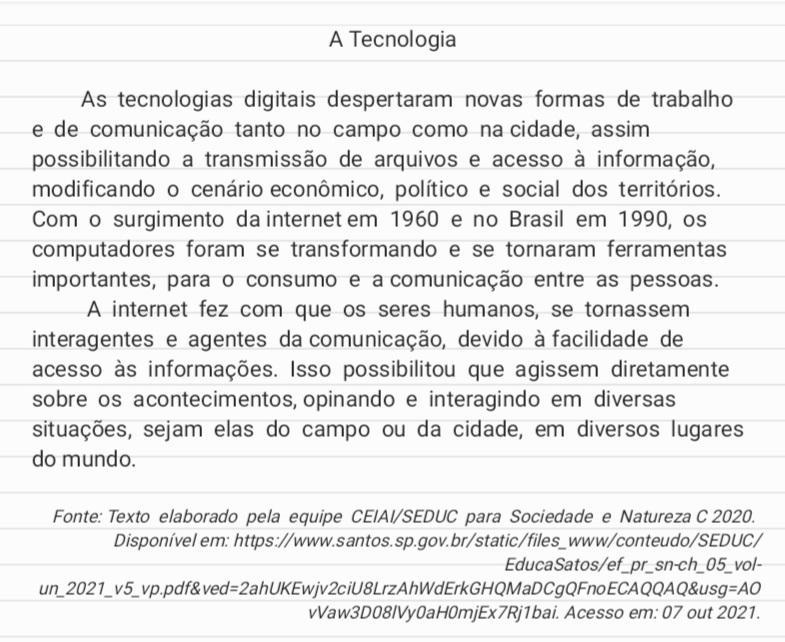 A Tecnologia
As tecnologias digitais despertaram novas formas de trabalho
e de comunicação tanto no campo como na cidade, assim
possibilitando a transmissão de arquivos e acesso à informação,
modificando o cenário econômico, político e social dos territórios.
Com o surgimento da internet em 1960 e no Brasil em 1990, os
computadores foram se transformando e se tornaram ferramentas
importantes, para o consumo e a comunicação entre as pessoas.
A internet fez com que os seres humanos, se tornassem
interagentes e agentes da comunicação, devido à facilidade de
acesso às informações. Isso possibilitou que agissem diretamente
sobre os acontecimentos, opinando e interagindo em diversas
situações, sejam elas do campo ou da cidade, em diversos lugares
do mundo.
Fonte: Texto elaborado pela equipe CEIAI/SEDUC para Sociedade e Natureza C 2020.
Disponível em: https://www.santos.sp.gov.br/static/files_www/conteudo/SEDUC/
EducaSatos/ef_pr_sn-ch_05_vol-
un_2021_v5_vp.pdf&ved=2ahUKEwjv2ciU8LrzAhWdErkGHQMaDCgQFnoECAQQAQ&usg=AO
vVaw3D08lVy0aH0mjEx7Rj1bai. Acesso em: 07 out 2021.